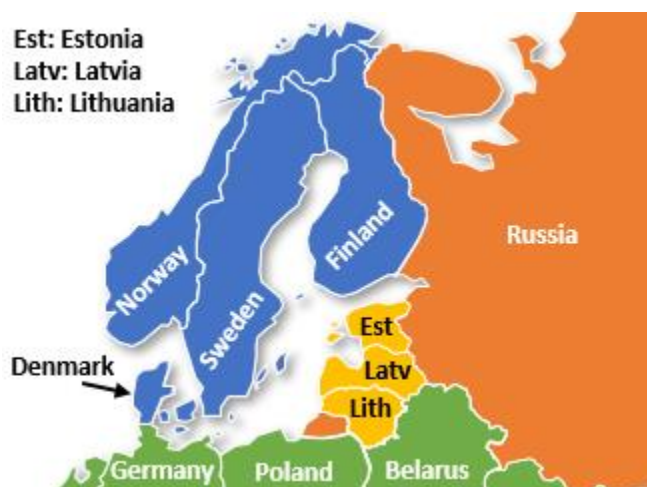 Est: Estonia
Latv: Latvia
Lith: Lithuania
Russia
Finland
Norway
Sweden
Est
Denmark
Latv
Lith
Germany
Poland
Belarus